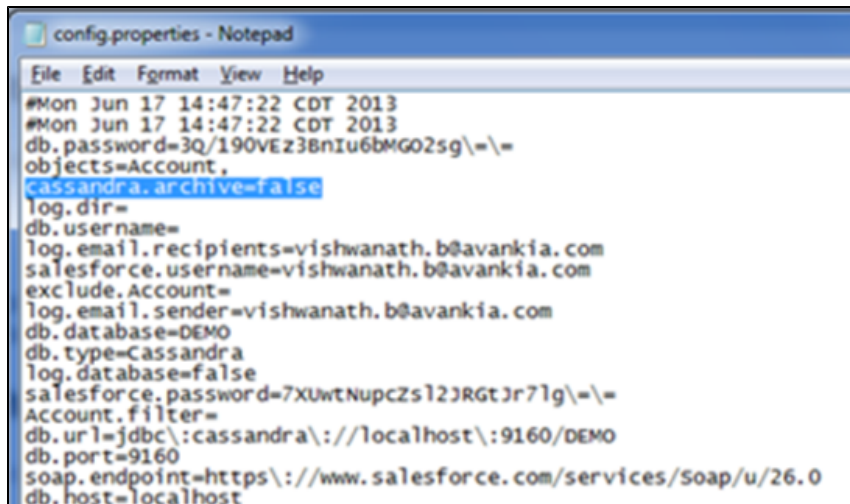 config.properties - Notepad
File Edit Format View Help
#Mon Jun 17 14:47:22 CDT 2013
#Mon Jun 17 14:47:22 CDT 2013
db.password=3Q/190VEz3BnIu6bMGO2sg\=\=
objects=Account,
cassandra.archive=false
log.dir=
db.username=
log.email.recipients=vishwanath.b@avankia.com
salesforce.username=vishwanath.b@avankia.com
exclude.Account=
log.email.sender=vishwanath.b@avankia.com
db.database=DEMO
db.type=Cassandra
log.database=false
salesforce.password=7XUwtNupcZsl2JRGtJr7lg\=\=
Account.filter=
db.url=jdbc\:cassandra\://localhost\:9160/DEMO
db.port=9160
soap.endpoint=https\://www.salesforce.com/services/Soap/u/26.0
db.host=localhost